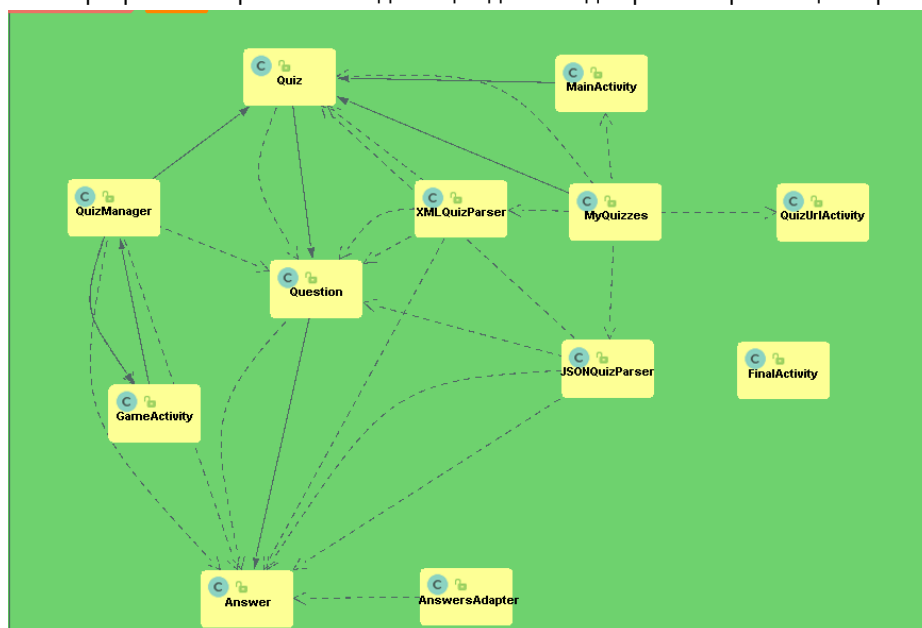 C
Quiz
C
MainActivity
C
QuizManager
C
XMLQuizParser
C
MyQuizzes
C
QuizUrlActivity
C
Question
C
JSONQuizParser
C
FinalActivity
C
GameActivity
C
Answer
C
AnswersAdapter